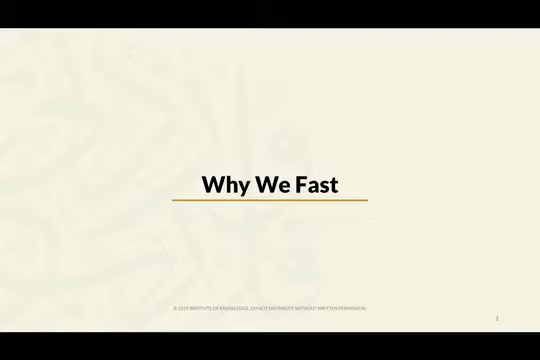 Why We Fast
© 2019 INSTITUTE OF KNOWLEDGE. DO NOT DISTRIBUTE WITHOUT WRITTEN PERMISSION.
2